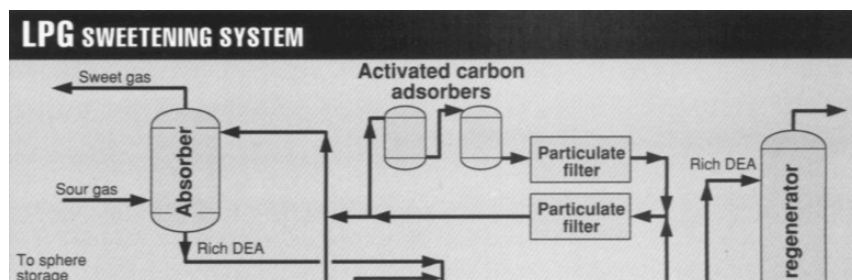 LPG SWEETENING SYSTEM
Sweet gas
Activated carbon
adsorbers
Absorber
Particulate
filter
Rich DEA
Sour gas
Particulate
filter
regenerator
Rich DEA
To sphere
storage